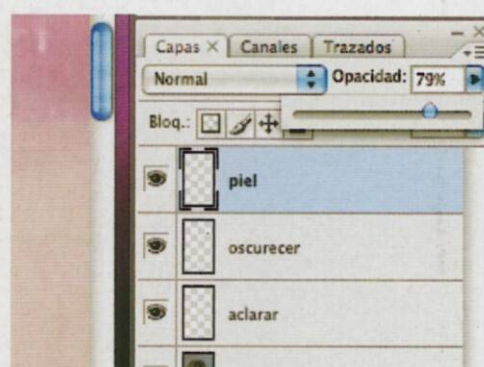 Capas × Canales Trazados
Normal Opacidad: 79%
Bloq.:
piel
oscurecer
aclarar